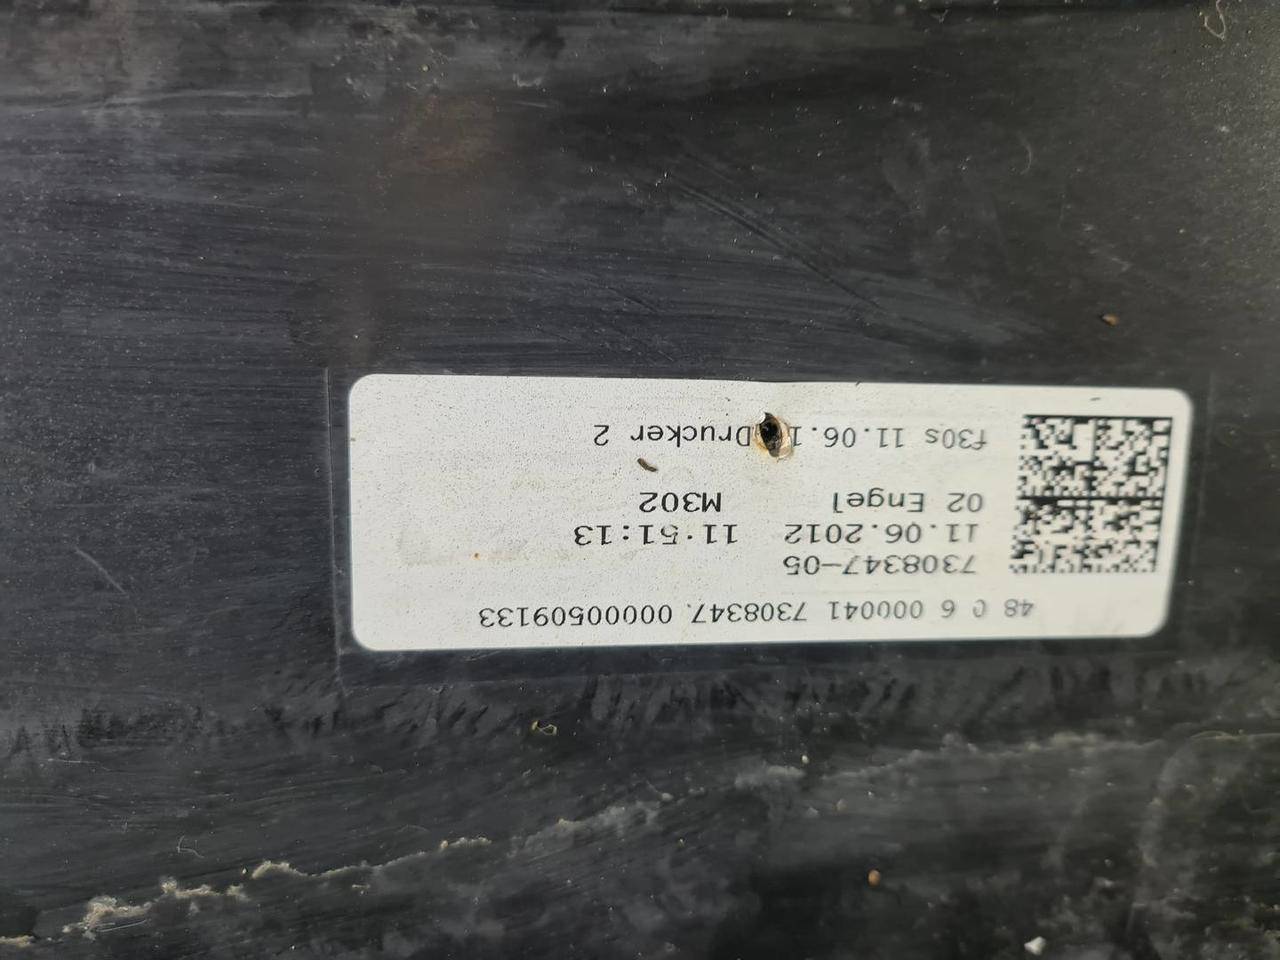 48 0 6 000041 7308347. 00000509133
7308347-05
11.06.2012 11:51:13
02 Engel M302
f30s 11.06.1 Drucker 2